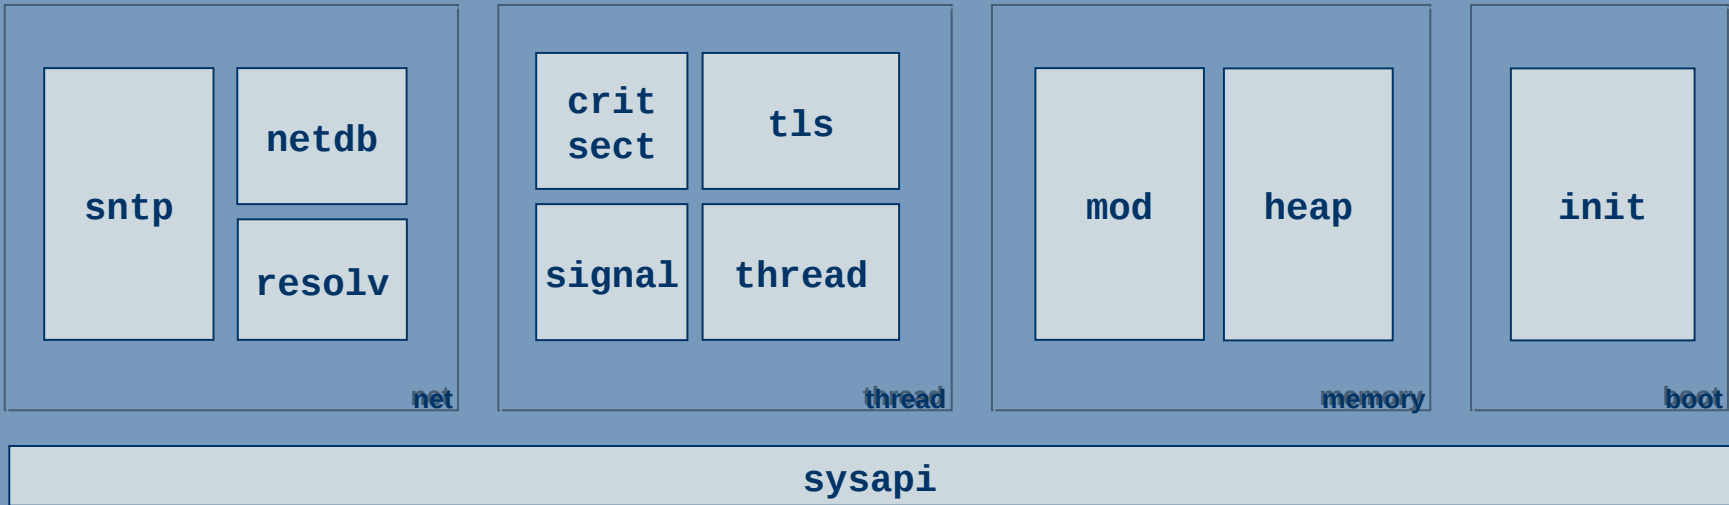 sntp
netdb
resolv
net
crit
sect
tls
signal
thread
thread
mod
heap
memory
init
boot
sysapi